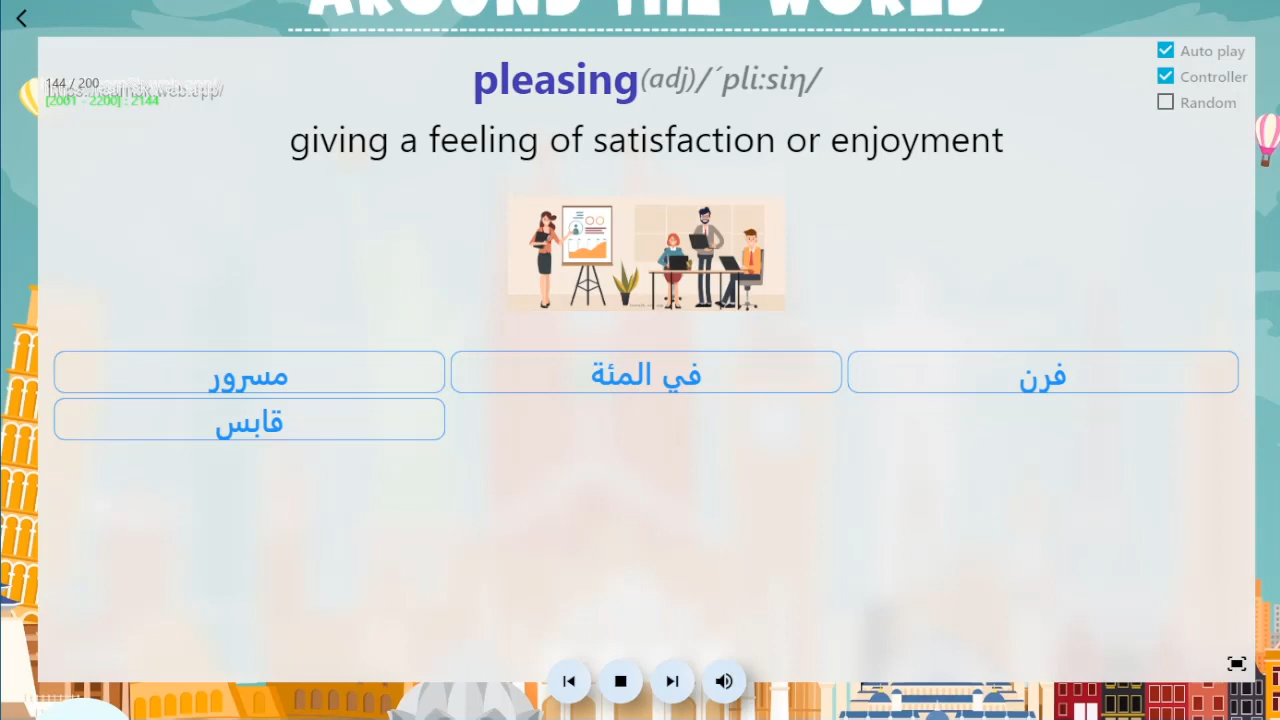 AROUND THE WORLD
Auto play
Controller
Random
144 / 200
[2001 - 2200] : 2144
pleasing(adj)/ˊpli:siη/
giving a feeling of satisfaction or enjoyment
مسرور
في المئة
فرن
قابس